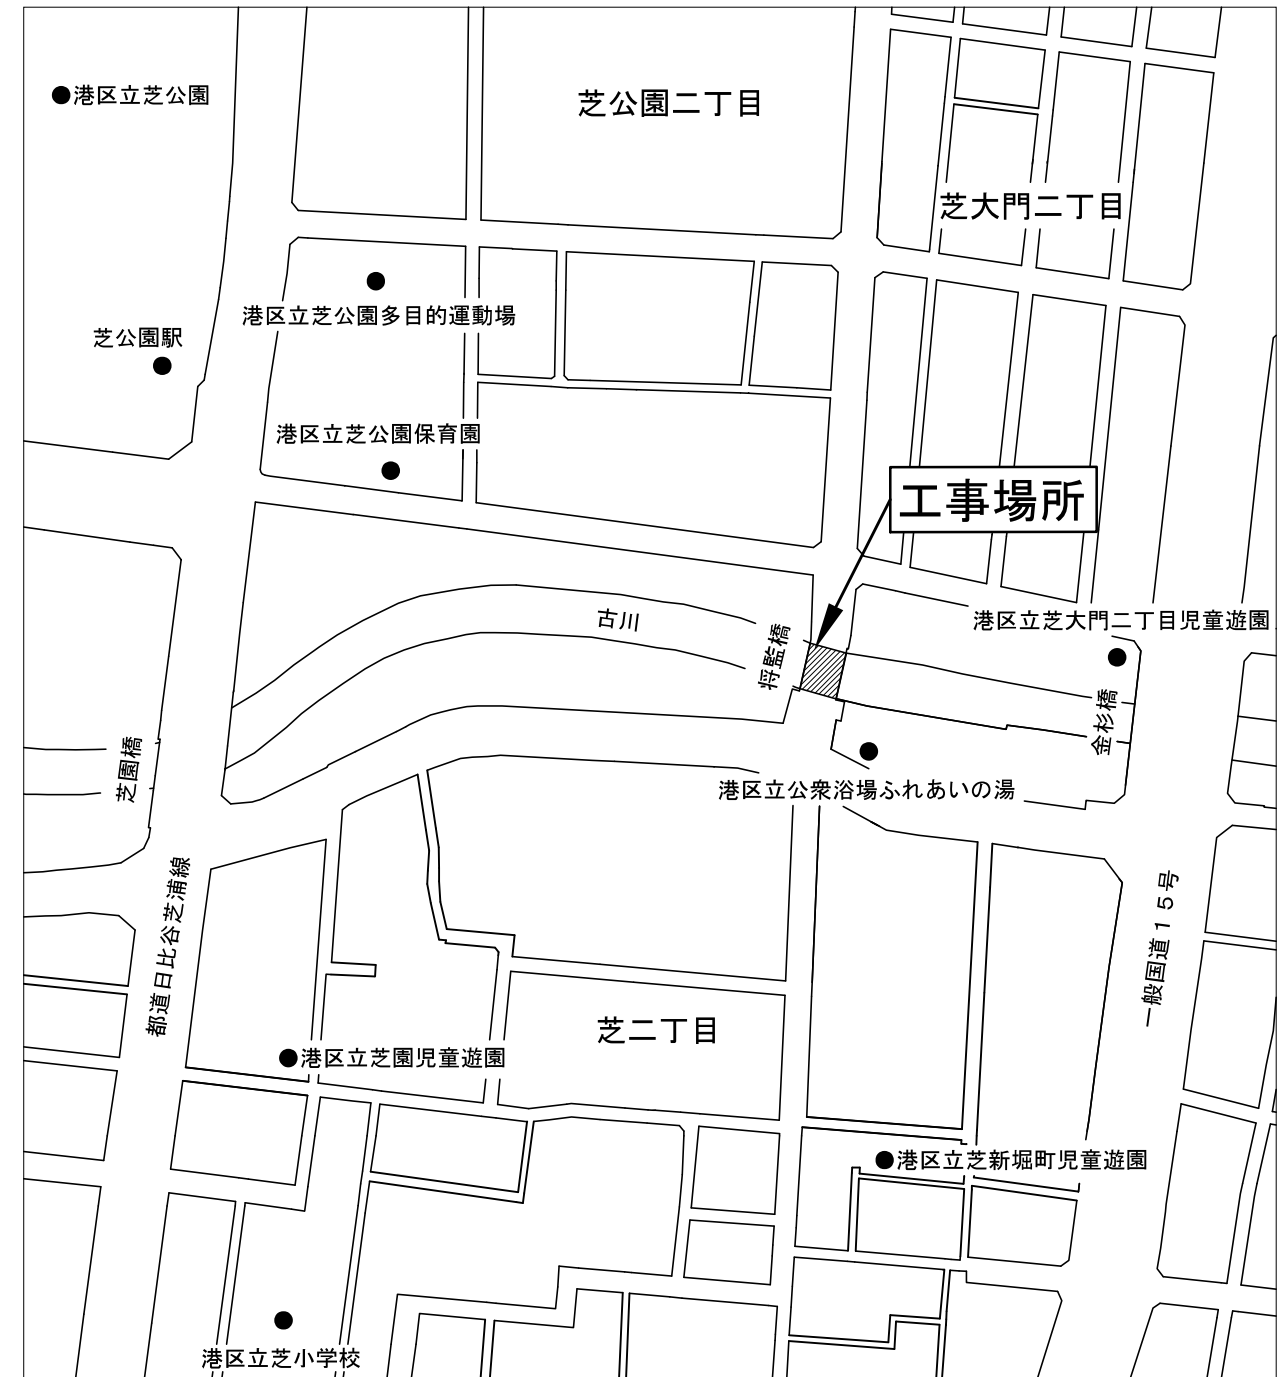 港区立芝公園
芝公園二丁目
芝大門二丁目
港区立芝公園多目的運動場
芝公園駅
港区立芝公園保育園
工事場所
古川
港区立芝大門二丁目児童遊園
将監橋
金杉橋
芝園橋
港区立公衆浴場ふれあいの湯
都道日比谷芝浦線
一般国道15号
芝二丁目
港区立芝園児童遊園
港区立芝新堀町児童遊園
港区立芝小学校